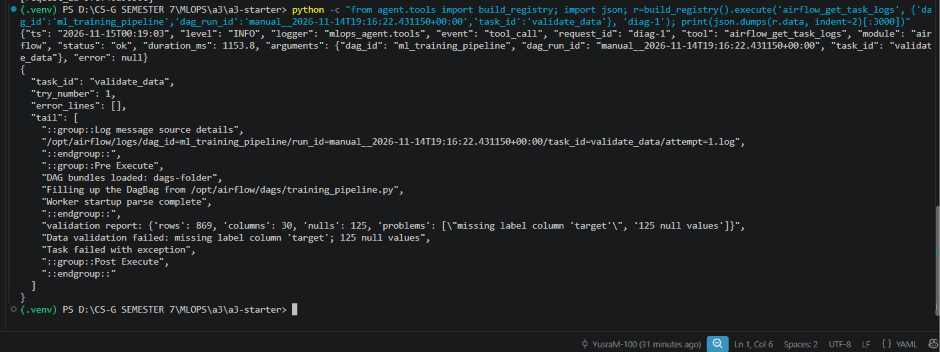 (.venv) PS D:\CS-G SEMESTER 7\MLOPS\a3\a3-starter> python -c "from agent.tools import build_registry; import json; r=build_registry().execute('airflow_get_task_logs', {'da
g_id':'ml_training_pipeline','dag_run_id':'manual__2026-11-14T19:16:22.431150+00:00','task_id':'validate_data'}, 'diag-1'); print(json.dumps(r.data, indent=2)[:3000])"
{"ts": "2026-11-15T00:19:03", "level": "INFO", "logger": "mlops_agent.tools", "event": "tool_call", "request_id": "diag-1", "tool": "airflow_get_task_logs", "module": "air
flow", "status": "ok", "duration_ms": 1153.8, "arguments": {"dag_id": "ml_training_pipeline", "dag_run_id": "manual__2026-11-14T19:16:22.431150+00:00", "task_id": "validat
e_data"}, "error": null}
{
"task_id": "validate_data",
"try_number": 1,
"error_lines": [],
"tail": [
"::group::Log message source details",
"/opt/airflow/logs/dag_id=ml_training_pipeline/run_id=manual__2026-11-14T19:16:22.431150+00:00/task_id=validate_data/attempt=1.log",
"::endgroup::",
"::group::Pre Execute",
"DAG bundles loaded: dags-folder",
"Filling up the DagBag from /opt/airflow/dags/training_pipeline.py",
"Worker startup parse complete",
"::endgroup::",
"validation report: {'rows': 869, 'columns': 30, 'nulls': 125, 'problems': [\"missing label column 'target'\", '125 null values']}",
"Data validation failed: missing label column 'target'; 125 null values",
"Task failed with exception",
"::group::Post Execute",
"::endgroup::"
]
}
(.venv) PS D:\CS-G SEMESTER 7\MLOPS\a3\a3-starter>
YusraM-100 (31 minutes ago) Ln 1, Col 6 Spaces: 2 UTF-8 LF { } YAML